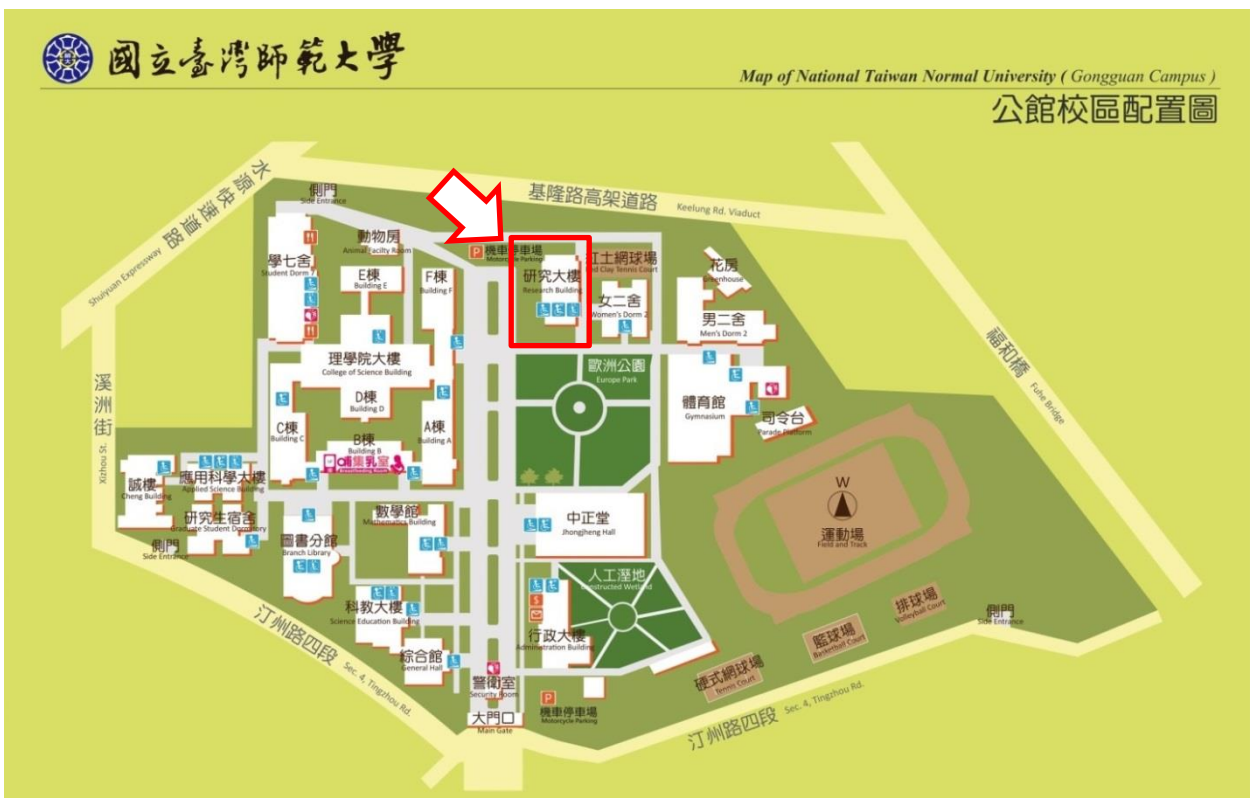 國立臺灣師範大學
Map of National Taiwan Normal University ( Gongguan Campus )
公館校區配置圖
水源快速道路
Shuiyuan Expressway
側門
Side Entrance
基隆路高架道路
Keelung Rd. Viaduct
動物房
Animal Facilty Room
學七舍
Student Dorm 7
E棟
Building E
F棟
Building F
P 機車停車場
Motorcycle Parking
研究大樓
Research Building
紅土網球場
Red Clay Tennis Court
花房
Greenhouse
女二舍
Women's Dorm 2
男二舍
Men's Dorm 2
福和橋
Fuhe Bridge
理學院大樓
College of Science Building
歐洲公園
Europe Park
溪洲街
Xizhou St.
D棟
Building D
體育館
Gymnasium
司令台
Parade Platform
C棟
Building C
B棟
Building B
A棟
Building A
哺集乳室
Breastfeeding Room
誠樓
Cheng Building
應用科學大樓
Applied Science Building
W
運動場
Field and Track
研究生宿舍
Graduate Student Dormitory
數學館
Mathematics Building
中正堂
Jhongjheng Hall
側門
Side Entrance
圖書分館
Branch Library
人工溼地
Constructed Wetland
科教大樓
Science Education Building
$
行政大樓
Administration Building
排球場
Volleyball Court
側門
Side Entrance
籃球場
Basketball Court
汀州路四段
Sec. 4, Tingzhou Rd.
綜合館
General Hall
硬式網球場
Tennis Court
警衛室
Security Room
P
機車停車場
Motorcycle Parking
大門口
Main Gate
汀州路四段
Sec. 4, Tingzhou Rd.